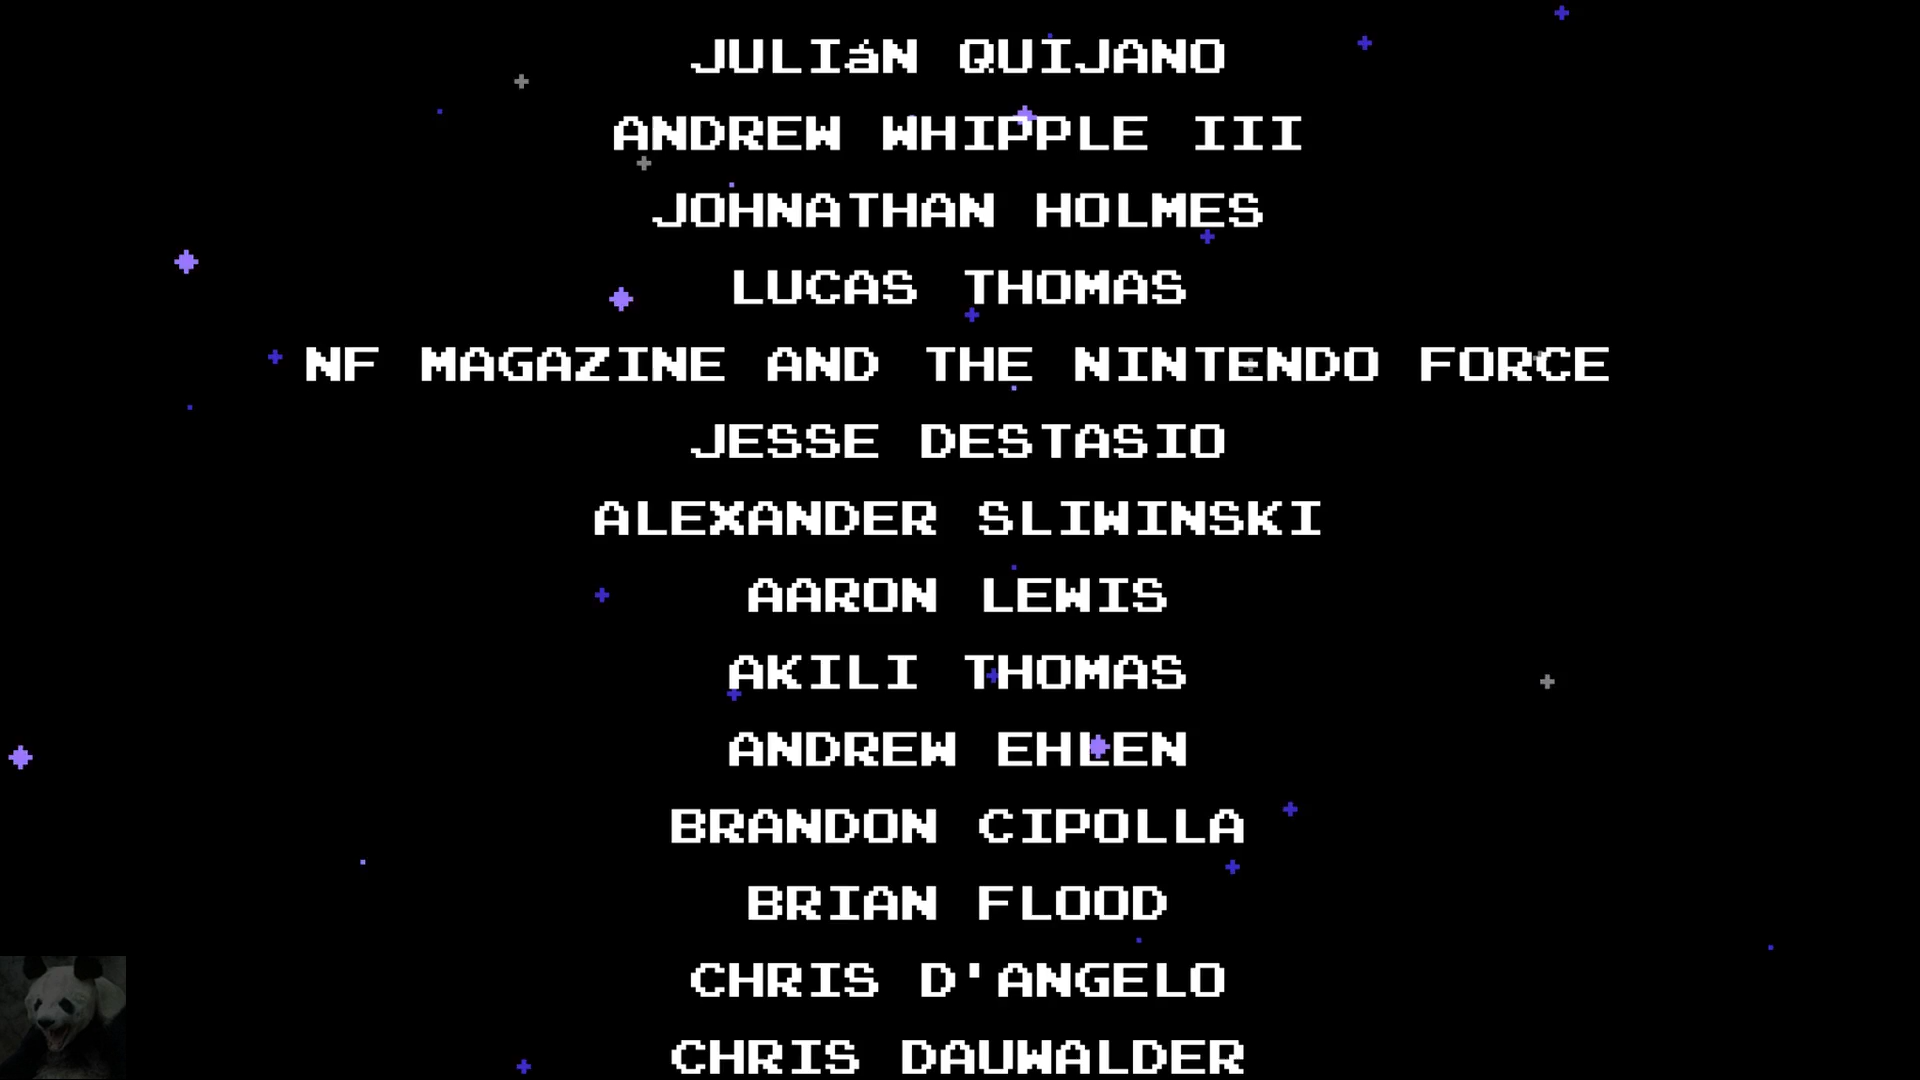 JULIáN QUIJANO
ANDREW WHIPPLE III
JOHNATHAN HOLMES
LUCAS THOMAS
NF MAGAZINE AND THE NINTENDO FORCE
JESSE DESTASIO
ALEXANDER SLIWINSKI
AARON LEWIS
AKILI THOMAS
ANDREW EHLEN
BRANDON CIPOLLA
BRIAN FLOOD
CHRIS D'ANGELO
CHRIS DAUWALDER